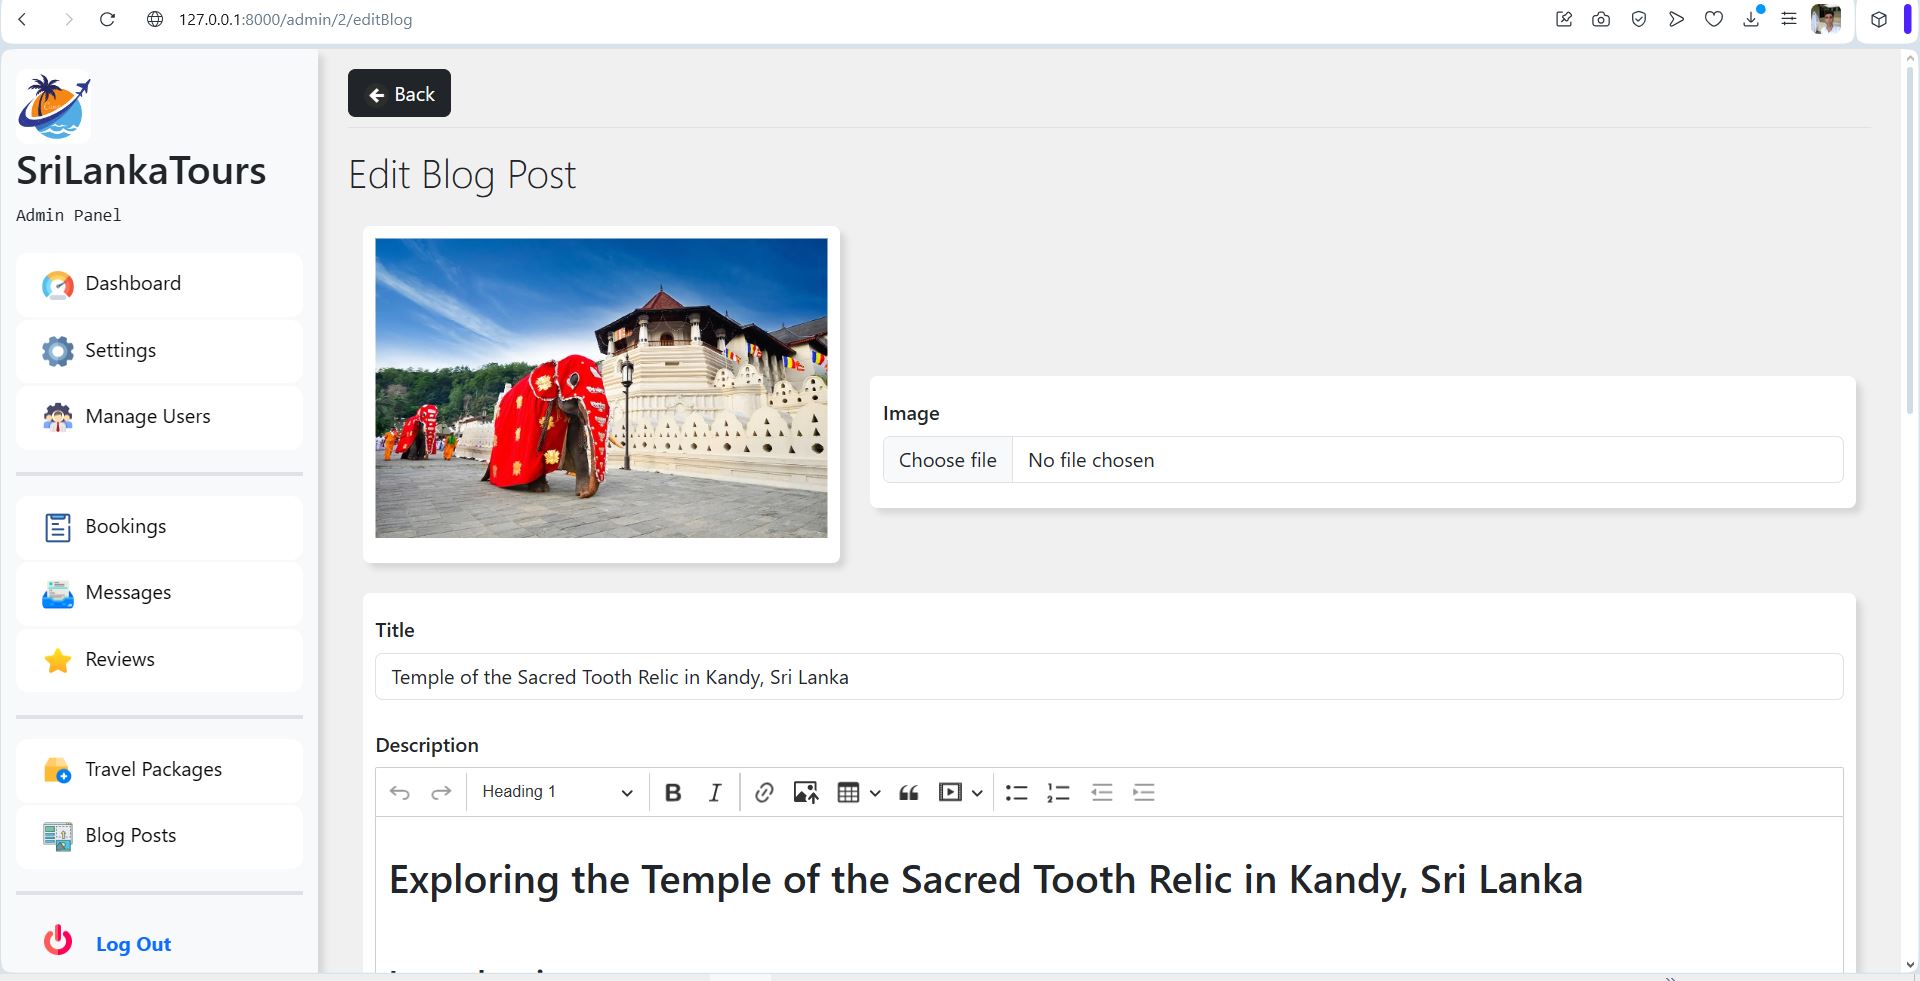 127.0.0.1:8000/admin/2/editBlog
SriLankaTours
Admin Panel
Dashboard
Settings
Manage Users
Bookings
Messages
Reviews
Travel Packages
Blog Posts
Log Out
Back
Edit Blog Post
Image
Choose file No file chosen
Title
Temple of the Sacred Tooth Relic in Kandy, Sri Lanka
Description
Heading 1
Exploring the Temple of the Sacred Tooth Relic in Kandy, Sri Lanka